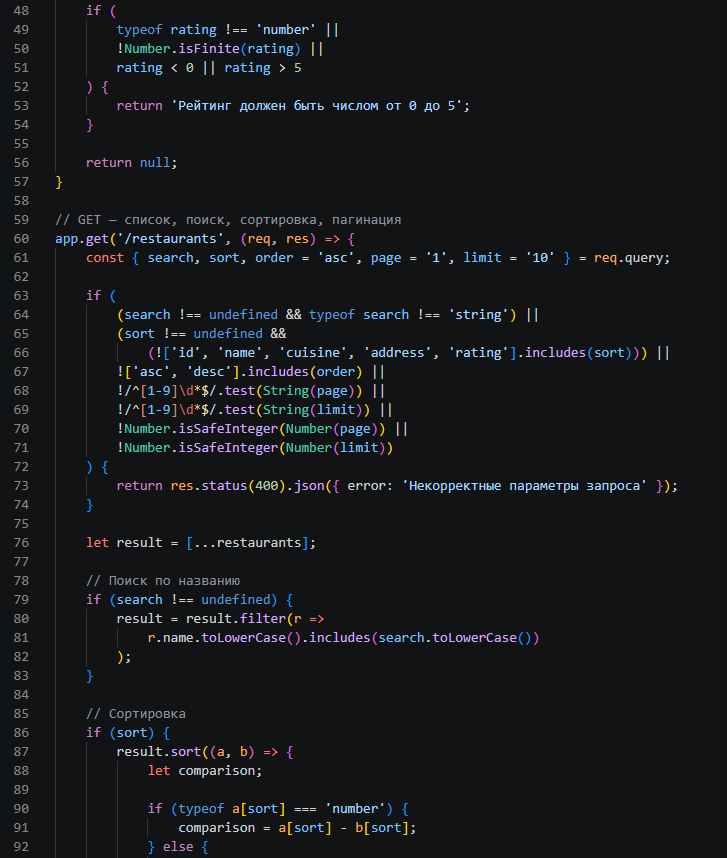 48 if (
49 typeof rating !== 'number' ||
50 !Number.isFinite(rating) ||
51 rating < 0 || rating > 5
52 ) {
53 return 'Рейтинг должен быть числом от 0 до 5';
54 }
55
56 return null;
57 }
58
59 // GET — список, поиск, сортировка, пагинация
60 app.get('/restaurants', (req, res) => {
61 const { search, sort, order = 'asc', page = '1', limit = '10' } = req.query;
62
63 if (
64 (search !== undefined && typeof search !== 'string') ||
65 (sort !== undefined &&
66 (!['id', 'name', 'cuisine', 'address', 'rating'].includes(sort))) ||
67 !['asc', 'desc'].includes(order) ||
68 !/^[1-9]\d*$/.test(String(page)) ||
69 !/^[1-9]\d*$/.test(String(limit)) ||
70 !Number.isSafeInteger(Number(page)) ||
71 !Number.isSafeInteger(Number(limit))
72 ) {
73 return res.status(400).json({ error: 'Некорректные параметры запроса' });
74 }
75
76 let result = [...restaurants];
77
78 // Поиск по названию
79 if (search !== undefined) {
80 result = result.filter(r =>
81 r.name.toLowerCase().includes(search.toLowerCase())
82 );
83 }
84
85 // Сортировка
86 if (sort) {
87 result.sort((a, b) => {
88 let comparison;
89
90 if (typeof a[sort] === 'number') {
91 comparison = a[sort] - b[sort];
92 } else {